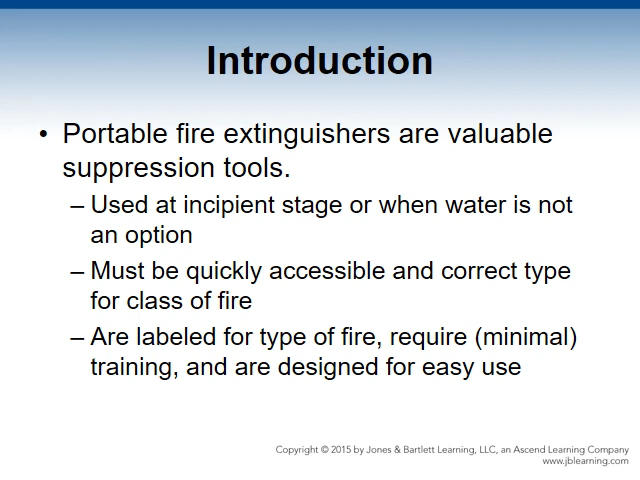 Introduction
• Portable fire extinguishers are valuable
suppression tools.
– Used at incipient stage or when water is not
an option
– Must be quickly accessible and correct type
for class of fire
– Are labeled for type of fire, require (minimal)
training, and are designed for easy use
Copyright © 2015 by Jones & Bartlett Learning, LLC, an Ascend Learning Company
www.jblearning.com